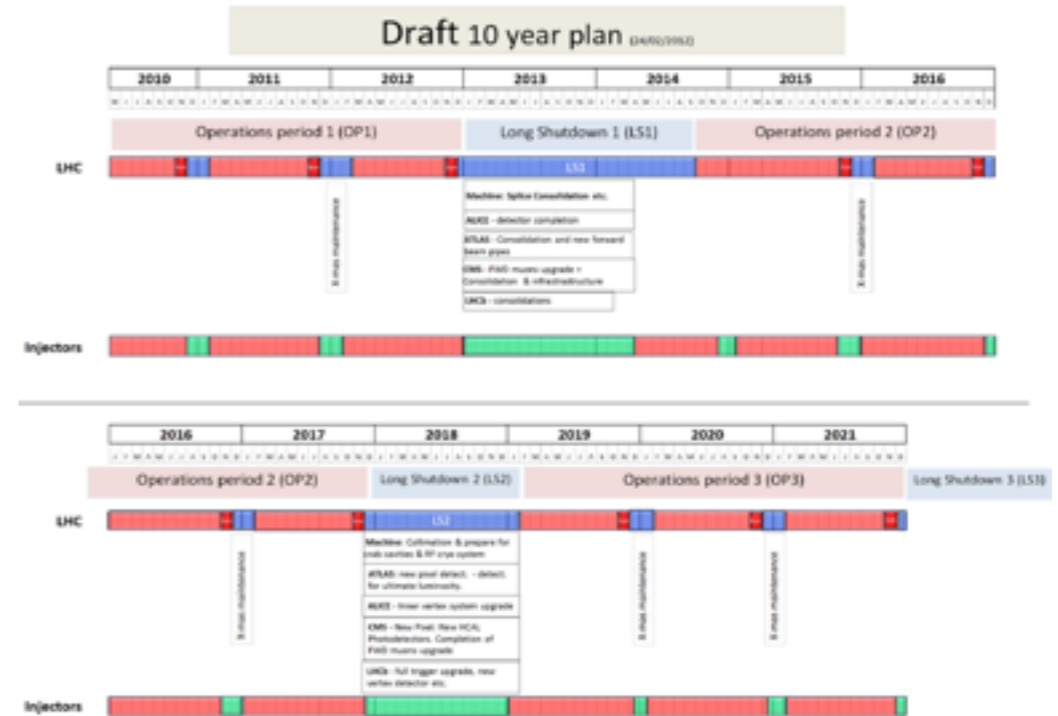 Draft 10 year plan
2010 2011 2012 2013 2014 2015 2016
Operations period 1 (OP1) Long Shutdown 1 (LS1) Operations period 2 (OP2)
LHC
LS1
Machine: Splice Consolidation etc.
ALICE - detector completion
ATLAS - Consolidation and new forward
beam pipes
CMS - FWD muons upgrade +
Consolidation &
LHCb - consolidations
X-mas maintenance
X-mas maintenance
Injectors
2016 2017 2018 2019 2020 2021
Operations period 2 (OP2) Long Shutdown 2 (LS2) Operations period 3 (OP3) Long Shutdown 3 (LS3)
LHC
LS2
Machine: Collimation & prepare for
crab cavities & RF cryo system
ATLAS: new pixel detect. - detect.
for ultimate luminosity.
ALICE - Inner vertex system upgrade
CMS - New Pixel. New HCAL
Photodetectors. Completion of
FWD muons upgrade
LHCb - full trigger upgrade, new
vertex detector etc.
X-mas maintenance
X-mas maintenance
X-mas maintenance
Injectors